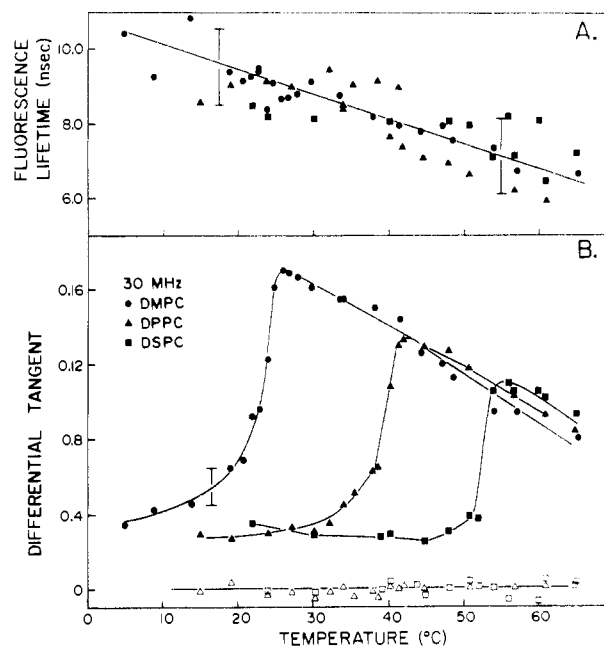 A.
FLUORESCENCE
LIFETIME (nsec)
10.0
8.0
6.0
B.
30 MHz
DMPC
DPPC
DSPC
DIFFERENTIAL TANGENT
0.16
0.12
0.8
0.4
0
0 10 20 30 40 50 60
TEMPERATURE (°C)